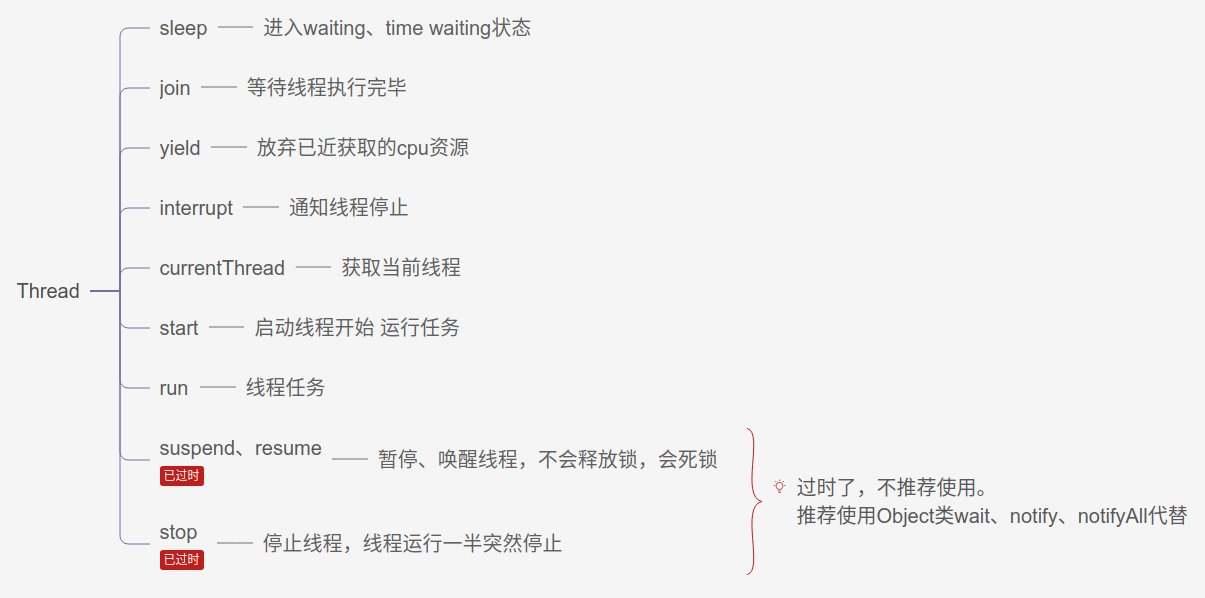 sleep 进入waiting、time waiting状态
join 等待线程执行完毕
yield 放弃已近获取的cpu资源
interrupt 通知线程停止
currentThread 获取当前线程
Thread
start 启动线程开始 运行任务
run 线程任务
suspend、resume
已过时
暂停、唤醒线程，不会释放锁，会死锁
stop
已过时
停止线程，线程运行一半突然停止
过时了，不推荐使用。
推荐使用Object类wait、notify、notifyAll代替